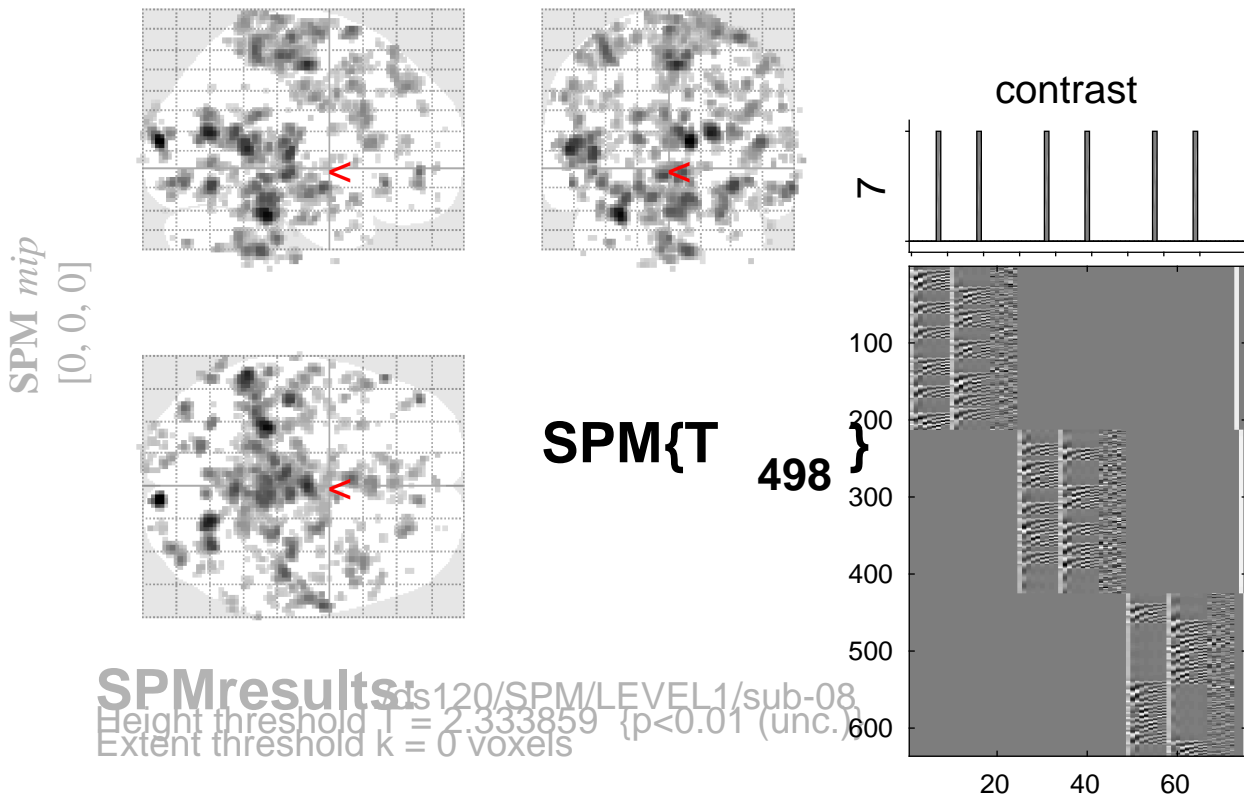 SPM mip
[0, 0, 0]
<
<
<
contrast
7
SPM{T 498 }
100
200
300
400
500
600
20 40 60
SPMresults: /ds120/SPM/LEVEL1/sub-08
Height threshold T = 2.333859 {p<0.01 (unc.)}
Extent threshold k = 0 voxels